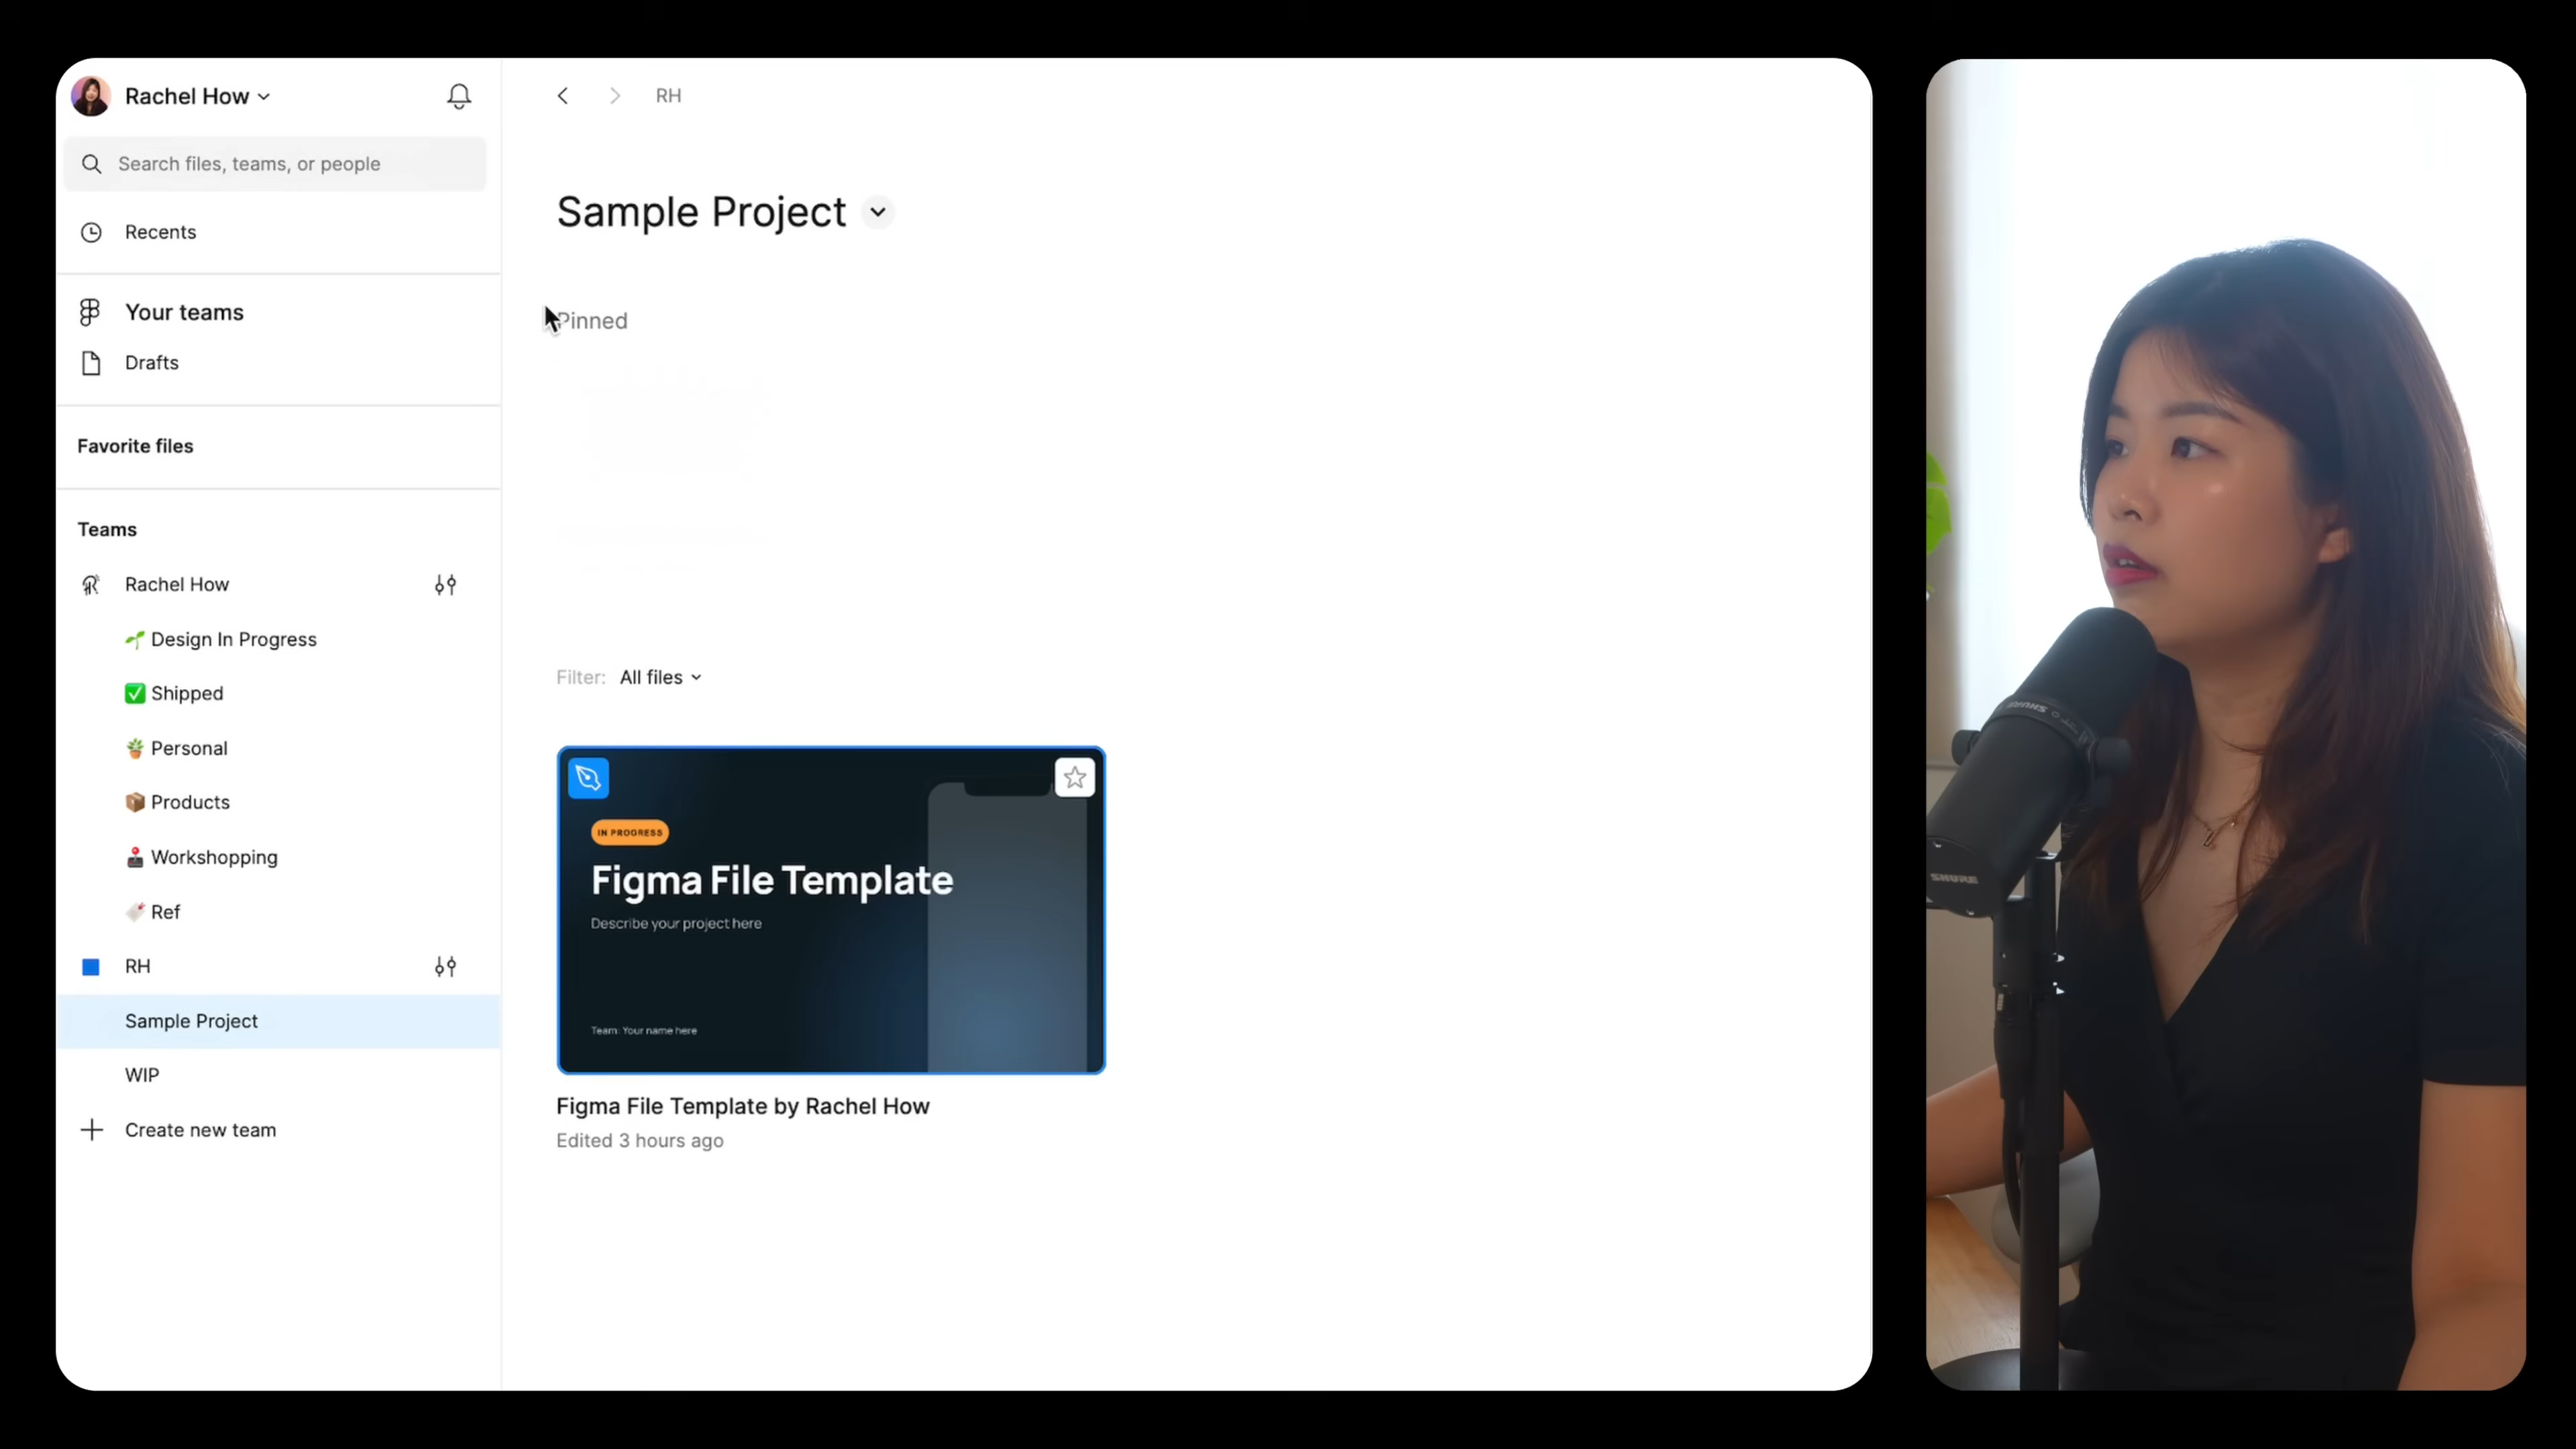 Rachel How
Search files, teams, or people
Recents
Your teams
Drafts
Favorite files
Teams
Rachel How
Design In Progress
Shipped
Personal
Products
Workshopping
Ref
RH
Sample Project
WIP
Create new team
RH
Sample Project
Pinned
Filter: All files
IN PROGRESS
Figma File Template
Describe your project here
Team: Your name here
Figma File Template by Rachel How
Edited 3 hours ago
SHURE
SHURE